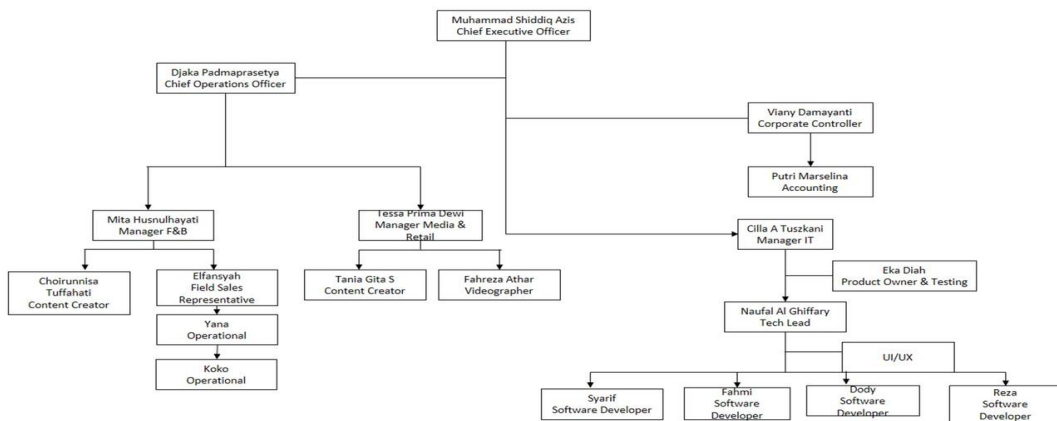 Muhammad Shiddiq Azis
Chief Executive Officer
Djaka Padmaprasetya
Chief Operations Officer
Viany Damayanti
Corporate Controller
Putri Marselina
Accounting
Mita Husnulhayati
Manager F&B
Tessa Prima Dewi
Manager Media &
Retail
Cilla A Tuszkani
Manager IT
Choirunnisa
Tuffahati
Content Creator
Elfansyah
Field Sales
Representative
Tania Gita S
Content Creator
Fahreza Athar
Videographer
Eka Diah
Product Owner & Testing
Yana
Operational
Naufal Al Ghiffary
Tech Lead
Koko
Operational
UI/UX
Syarif
Software Developer
Fahmi
Software
Developer
Dody
Software
Developer
Reza
Software
Developer